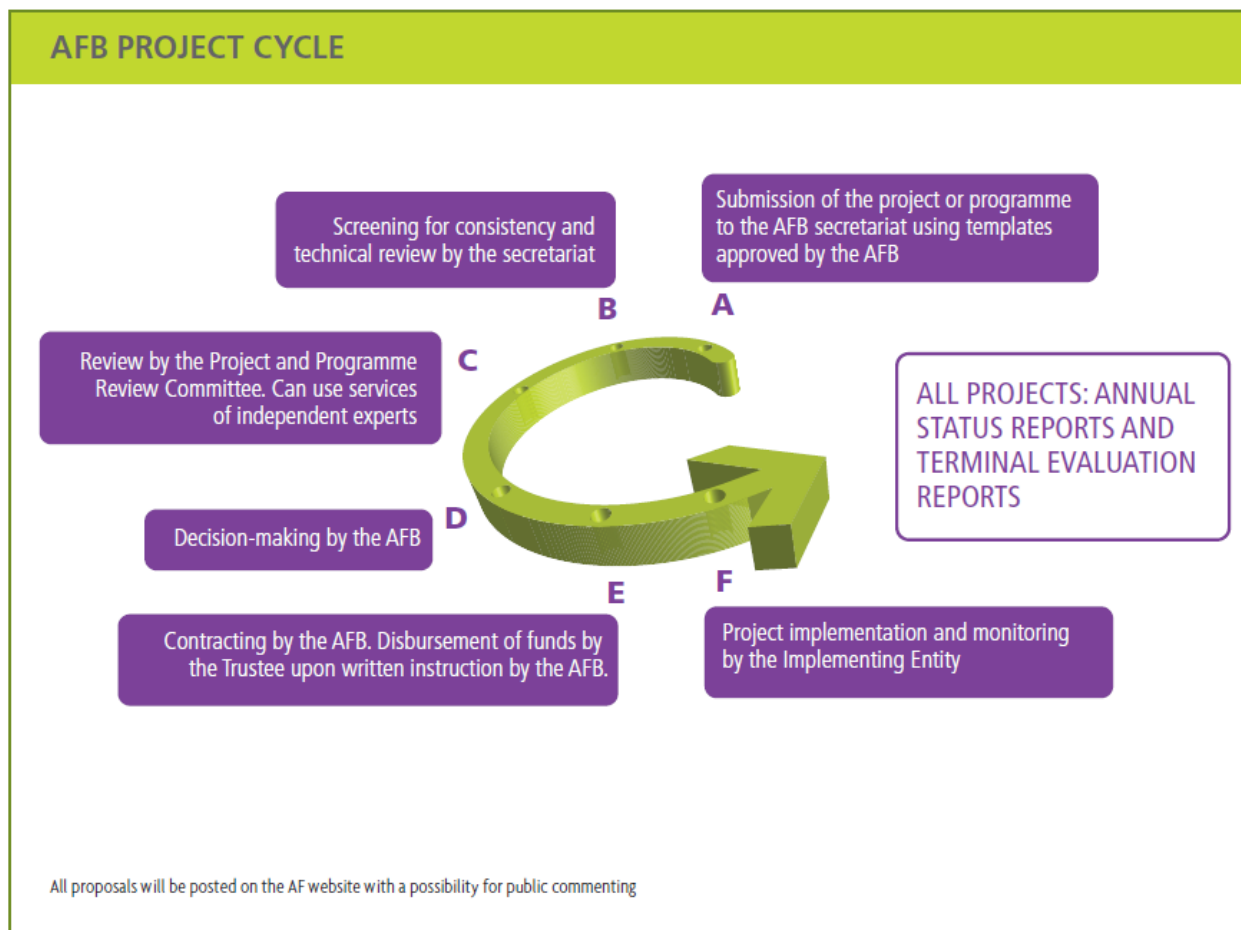 AFB PROJECT CYCLE
Submission of the project or programme
to the AFB secretariat using templates
approved by the AFB
A
Screening for consistency and
technical review by the secretariat
B
Review by the Project and Programme
Review Committee. Can use services
of independent experts
C
Decision-making by the AFB
D
Contracting by the AFB. Disbursement of funds by
the Trustee upon written instruction by the AFB.
E
Project implementation and monitoring
by the Implementing Entity
F
ALL PROJECTS: ANNUAL
STATUS REPORTS AND
TERMINAL EVALUATION
REPORTS
All proposals will be posted on the AF website with a possibility for public commenting